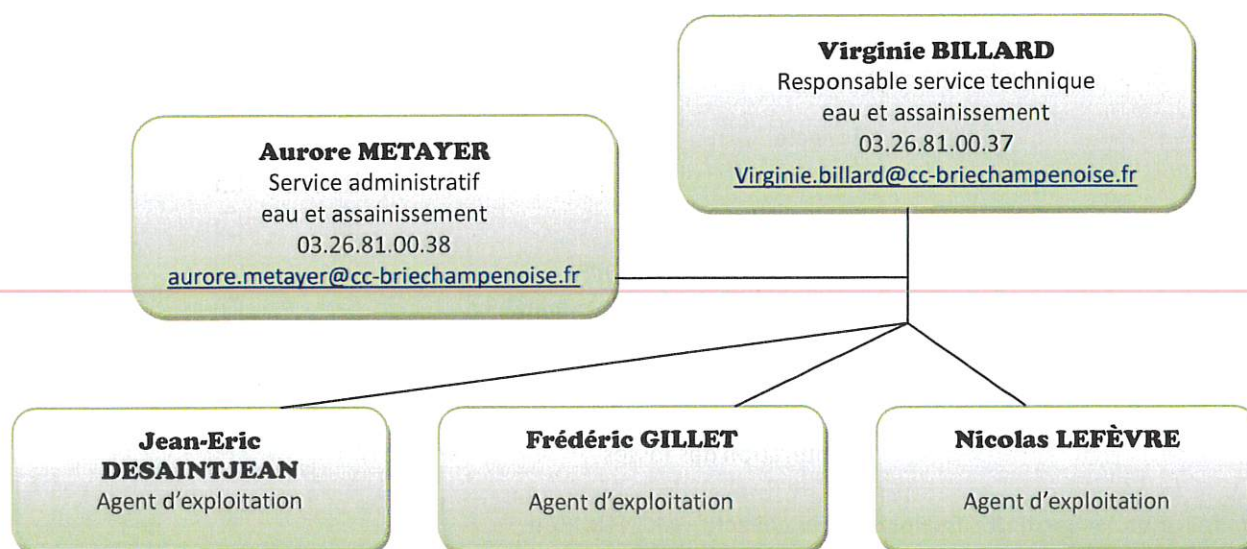 Virginie BILLARD
Responsable service technique
eau et assainissement
03.26.81.00.37
Virginie.billard@cc-briechampenoise.fr
Aurore METAYER
Service administratif
eau et assainissement
03.26.81.00.38
aurore.metayer@cc-briechampenoise.fr
Jean-Eric
DESAINTJEAN
Agent d'exploitation
Frédéric GILLET
Agent d'exploitation
Nicolas LEFÈVRE
Agent d'exploitation